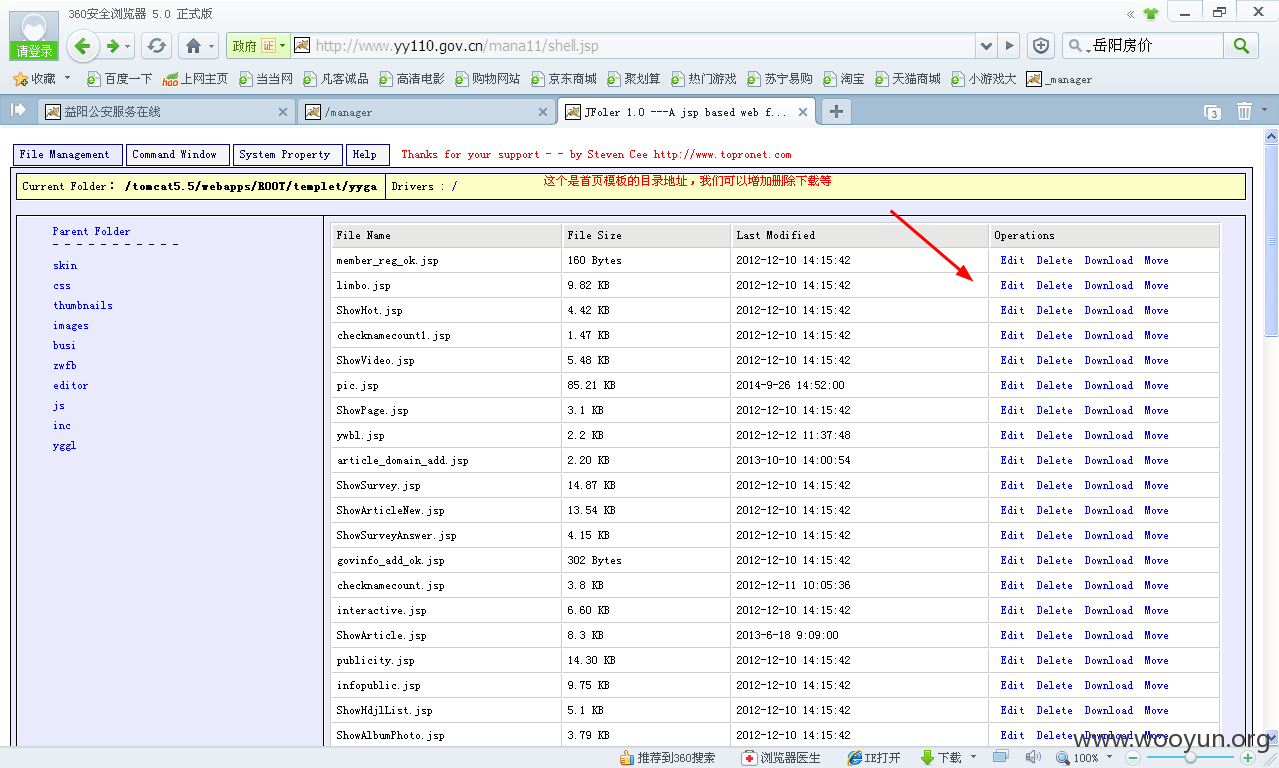 360安全浏览器 5.0 正式版
请登录
政府 证 http://www.yy110.gov.cn/mana11/shell.jsp 岳阳房价
收藏 百度一下 上网主页 当当网 凡客诚品 高清电影 购物网站 京东商城 聚划算 热门游戏 苏宁易购 淘宝 天猫商城 小游戏大 _manager
益阳公安服务在线 /manager JFoler 1.0 ---A jsp based web f... 3
File Management Command Window System Property Help Thanks for your support - - by Steven Cee http://www.topronet.com
Current Folder: /tomcat5.5/webapps/ROOT/templet/yyga Drivers : / 这个是首页模板的目录地址，我们可以增加删除下载等
Parent Folder
- - - - - - - - - - -
skin
css
thumbnails
images
busi
zwfb
editor
js
inc
yggl
File Name File Size Last Modified Operations
member_reg_ok.jsp 160 Bytes 2012-12-10 14:15:42 Edit Delete Download Move
limbo.jsp 9.82 KB 2012-12-10 14:15:42 Edit Delete Download Move
ShowHot.jsp 4.42 KB 2012-12-10 14:15:42 Edit Delete Download Move
checknamecount1.jsp 1.47 KB 2012-12-10 14:15:42 Edit Delete Download Move
ShowVideo.jsp 5.48 KB 2012-12-10 14:15:42 Edit Delete Download Move
pic.jsp 85.21 KB 2014-9-26 14:52:00 Edit Delete Download Move
ShowPage.jsp 3.1 KB 2012-12-10 14:15:42 Edit Delete Download Move
ywbl.jsp 2.2 KB 2012-12-12 11:37:48 Edit Delete Download Move
article_domain_add.jsp 2.20 KB 2013-10-10 14:00:54 Edit Delete Download Move
ShowSurvey.jsp 14.87 KB 2012-12-10 14:15:42 Edit Delete Download Move
ShowArticleNew.jsp 13.54 KB 2012-12-10 14:15:42 Edit Delete Download Move
ShowSurveyAnswer.jsp 4.15 KB 2012-12-10 14:15:42 Edit Delete Download Move
govinfo_add_ok.jsp 302 Bytes 2012-12-10 14:15:42 Edit Delete Download Move
checknamecount.jsp 3.8 KB 2012-12-11 10:05:36 Edit Delete Download Move
interactive.jsp 6.60 KB 2012-12-10 14:15:42 Edit Delete Download Move
ShowArticle.jsp 8.3 KB 2013-6-18 9:09:00 Edit Delete Download Move
publicity.jsp 14.30 KB 2012-12-10 14:15:42 Edit Delete Download Move
infopublic.jsp 9.75 KB 2012-12-10 14:15:42 Edit Delete Download Move
ShowHdjlList.jsp 5.1 KB 2012-12-10 14:15:42 Edit Delete Download Move
ShowAlbumPhoto.jsp 3.79 KB 2012-12-10 14:15:42 Edit Delete Download Move
www.wooyun.org
推荐到360搜索 浏览器医生 IE打开 下载 100%